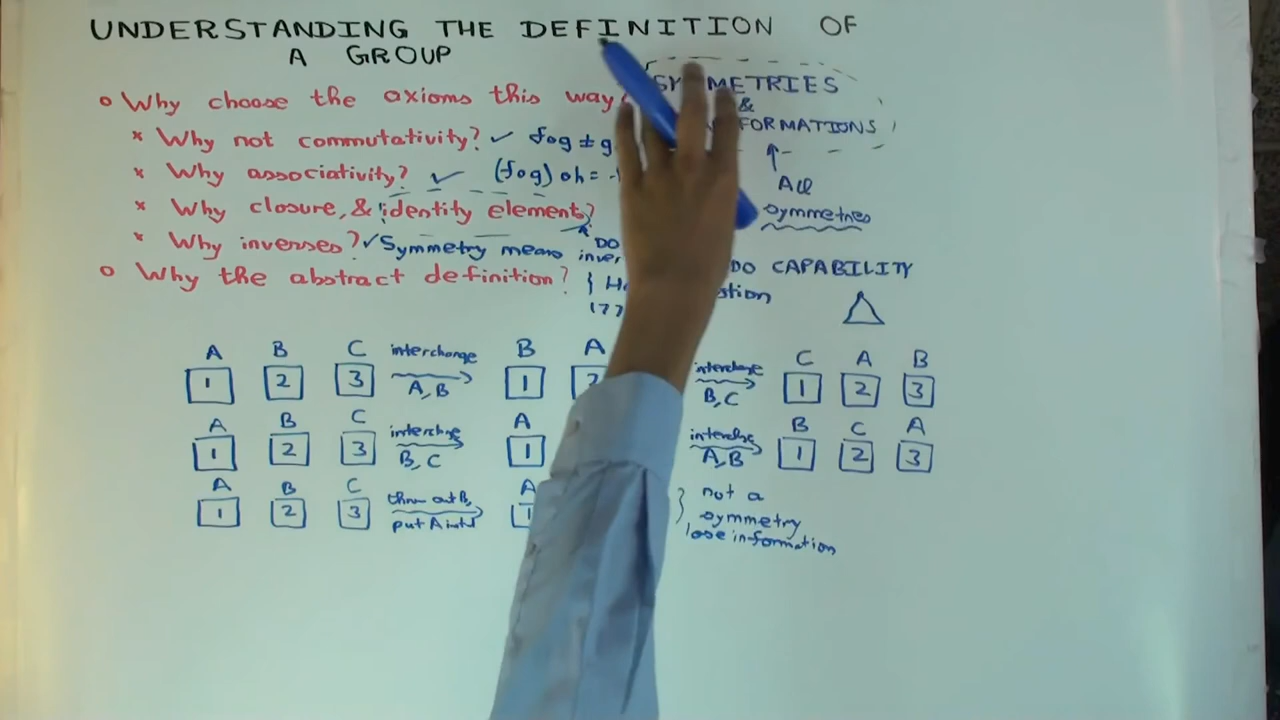 UNDERSTANDING THE DEFINITION OF
A GROUP
SYMMETRIES
&
FORMATIONS
All
symmetries
o Why choose the axioms this way?
* Why not commutativity? ✓ fog ≠ g
* Why associativity? ✓ (fog) oh =
* Why closure, & identity element?
* Why inverses? ✓ Symmetry means inver
DO
DO CAPABILITY
o Why the abstract definition?
stion
A B C interchange A, B B A interchange B, C C A B
1 2 3 1 2 1 2 3
A B C interchange B, C A interchange A, B B C A
1 2 3 1 1 2 3
A B C throw out B, put A into A
1 2 3 1
} not a
symmetry
lose information